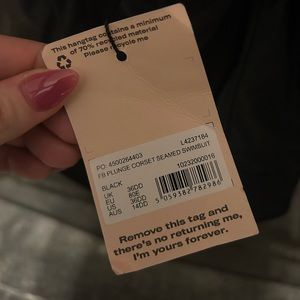 This hangtag contains a minimum
of 70% recycled material
Please recycle me
PO. 4500264403 L4237184
FB PLUNGE CORSET SEAMED SWIMSUIT
BLACK 10232000016
UK 36DD
EU 80E
US 36DD
AUS 14DD
5 059382 782986
Remove this tag and
there's no returning me,
I'm yours forever.